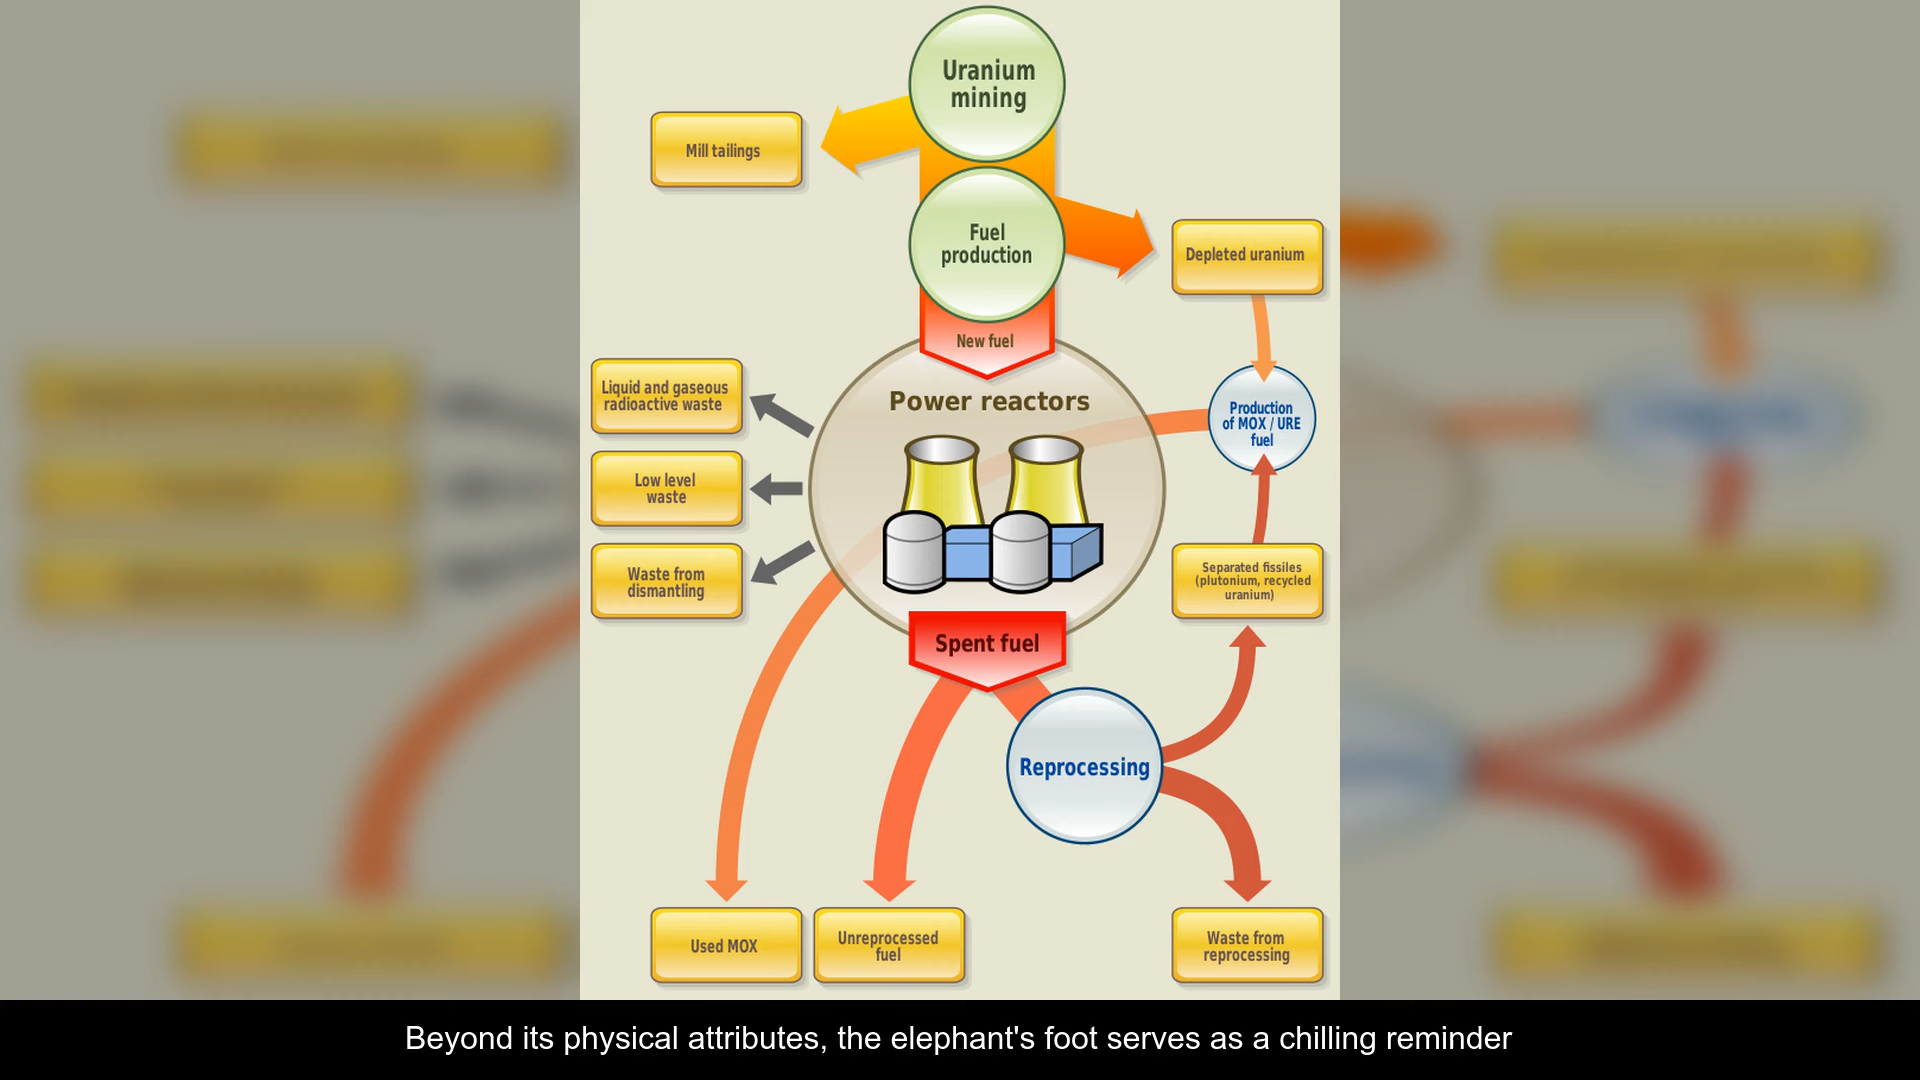 Uranium
mining
Mill tailings
Fuel
production
Depleted uranium
New fuel
Liquid and gaseous
radioactive waste
Power reactors
Production
of MOX / URE
fuel
Low level
waste
Waste from
dismantling
Separated fissiles
(plutonium, recycled
uranium)
Spent fuel
Reprocessing
Used MOX
Unreprocessed
fuel
Waste from
reprocessing
Beyond its physical attributes, the elephant's foot serves as a chilling reminder